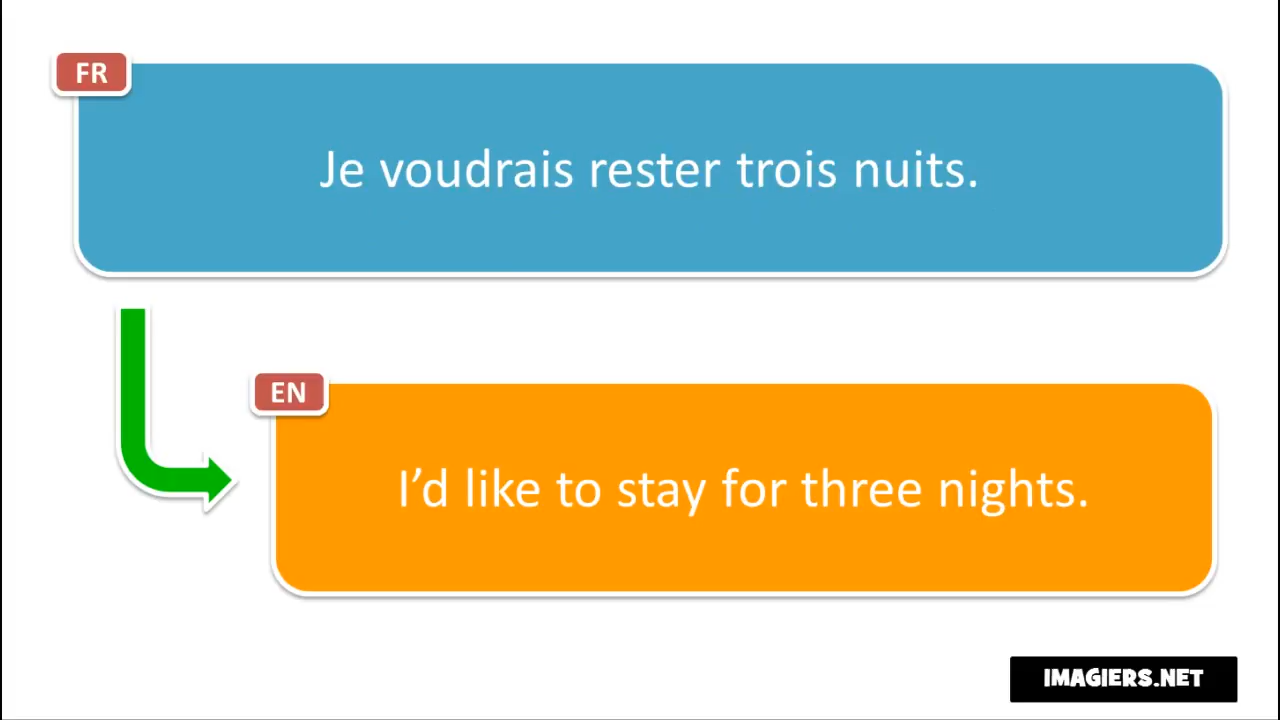 FR
Je voudrais rester trois nuits.
EN
I’d like to stay for three nights.
IMAGIERS.NET